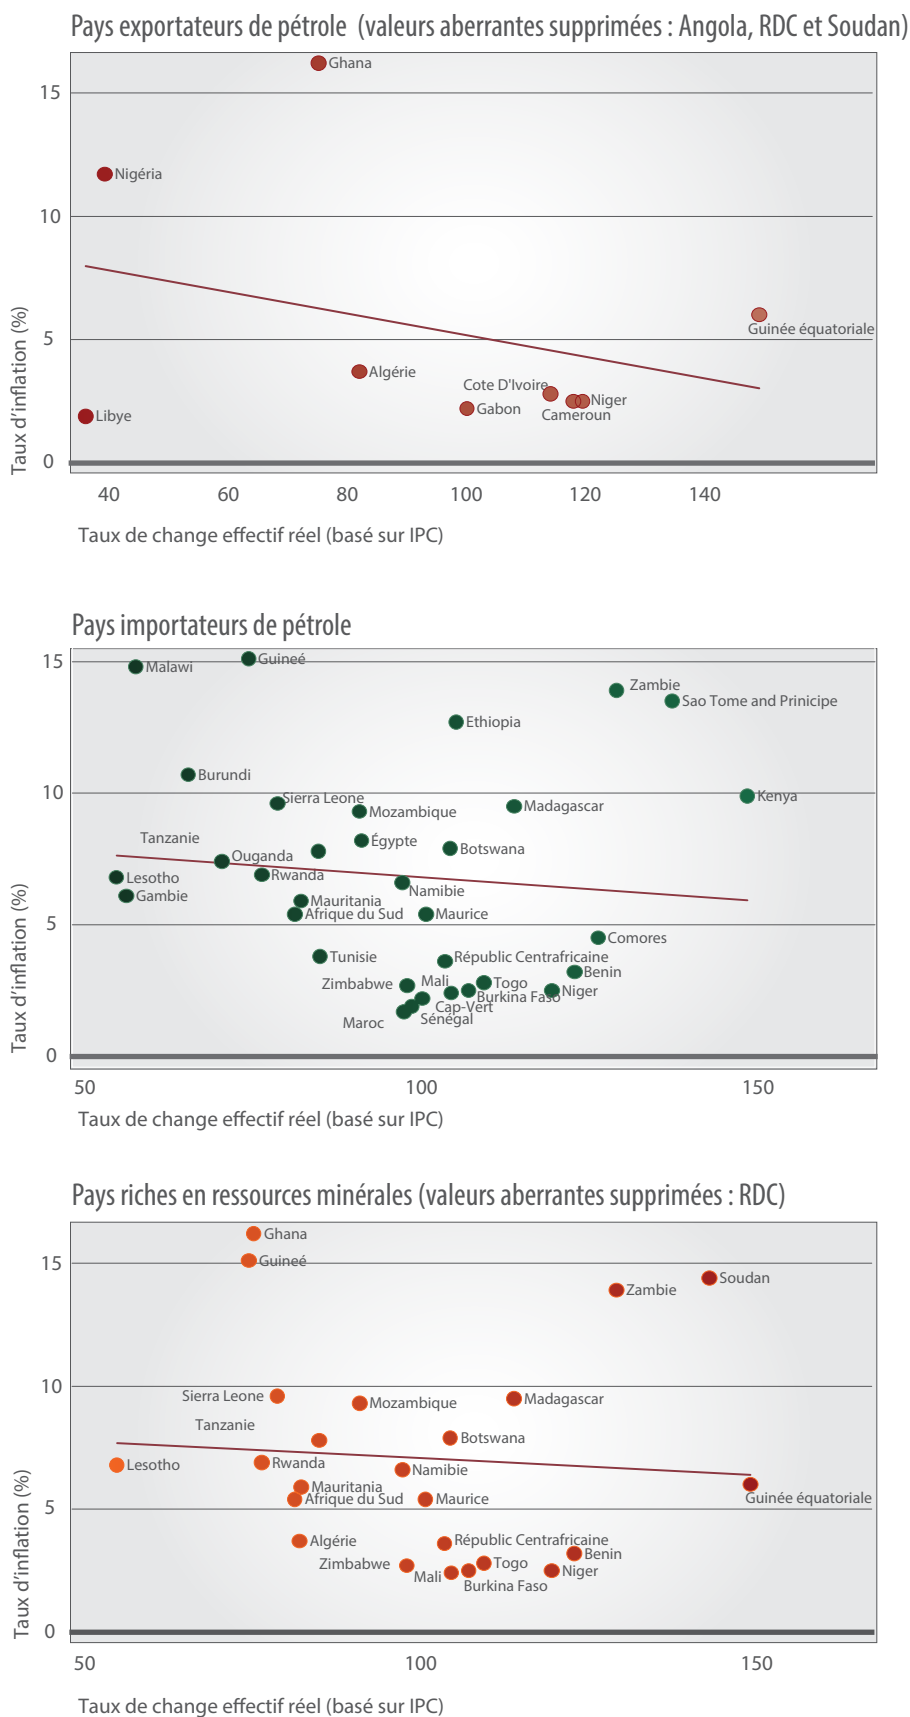 Pays exportateurs de pétrole (valeurs aberrantes supprimées : Angola, RDC et Soudan)
Ghana
15
Nigéria
10
Taux d'inflation (%)
Guinée équatoriale
5
Algérie
Cote D'Ivoire
Niger
Gabon
Cameroun
Libye
0
40 60 80 100 120 140
Taux de change effectif réel (basé sur IPC)
Pays importateurs de pétrole
15
Guineé
Malawi
Zambie
Sao Tome and Prinicipe
Ethiopia
Burundi
10
Kenya
Sierra Leone
Madagascar
Mozambique
Tanzanie
Égypte
Botswana
Ouganda
Rwanda
Lesotho
Namibie
Gambie
Mauritania
Afrique du Sud
Maurice
5
Comores
Tunisie
Républic Centrafricaine
Benin
Zimbabwe
Mali
Togo
Niger
Burkina Faso
Cap-Vert
Sénégal
Maroc
Taux d'inflation (%)
0
50 100 150
Taux de change effectif réel (basé sur IPC)
Pays riches en ressources minérales (valeurs aberrantes supprimées : RDC)
Ghana
Guineé
15
Soudan
Zambie
10
Sierra Leone
Mozambique
Madagascar
Tanzanie
Botswana
Lesotho
Rwanda
Namibie
Mauritania
Afrique du Sud
Maurice
Guinée équatoriale
5
Algérie
Républic Centrafricaine
Benin
Zimbabwe
Togo
Mali
Niger
Burkina Faso
Taux d'inflation (%)
0
50 100 150
Taux de change effectif réel (basé sur IPC)